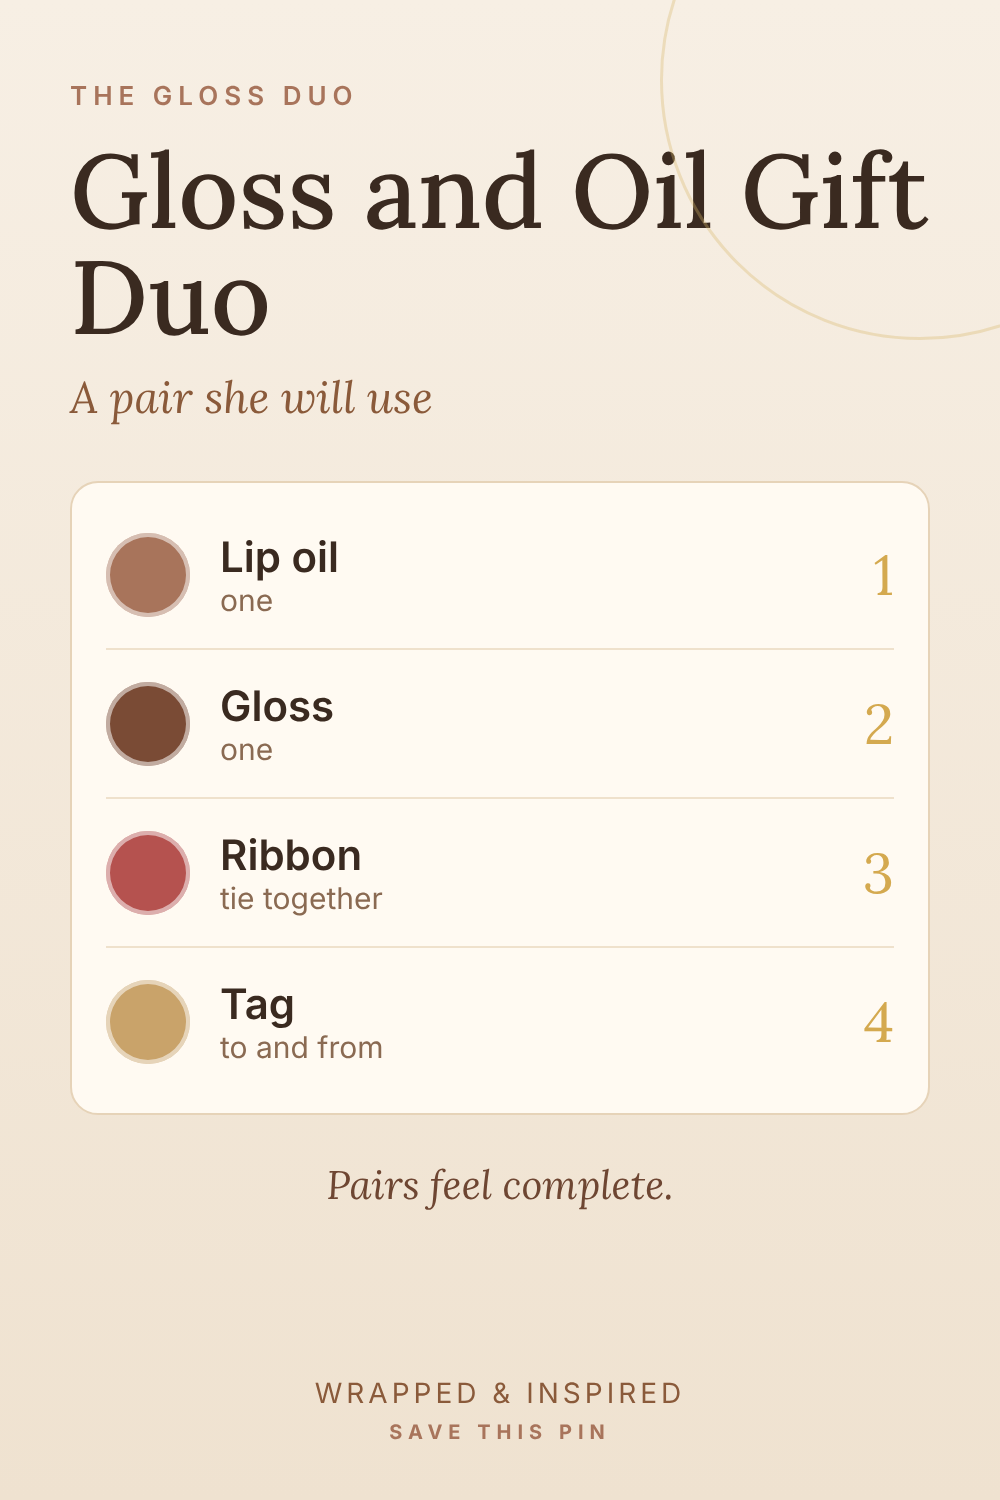 THE GLOSS DUO
Gloss and Oil Gift
Duo
A pair she will use
Lip oil
one
1
Gloss
one
2
Ribbon
tie together
3
Tag
to and from
4
Pairs feel complete.
WRAPPED & INSPIRED
SAVE THIS PIN